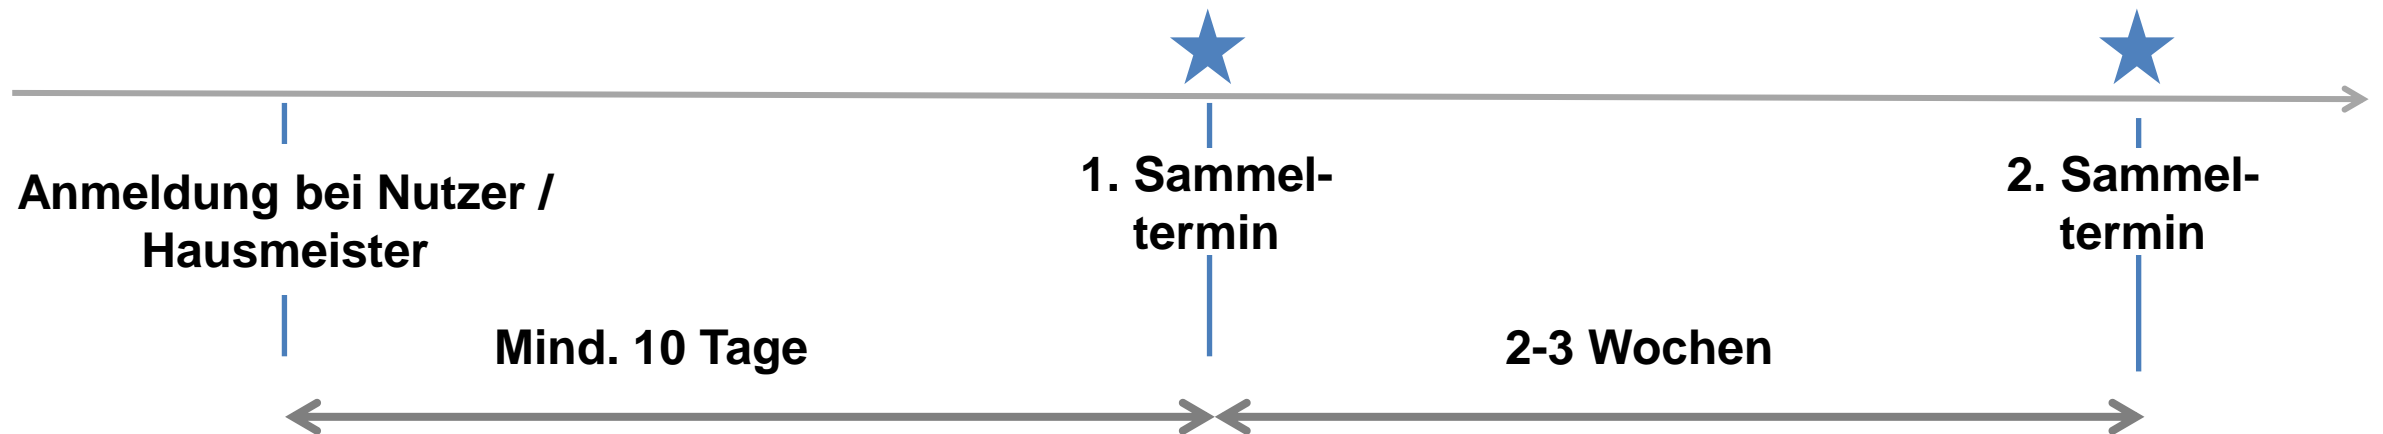 Anmeldung bei Nutzer /
Hausmeister
1. Sammel-
termin
2. Sammel-
termin
Mind. 10 Tage
2-3 Wochen